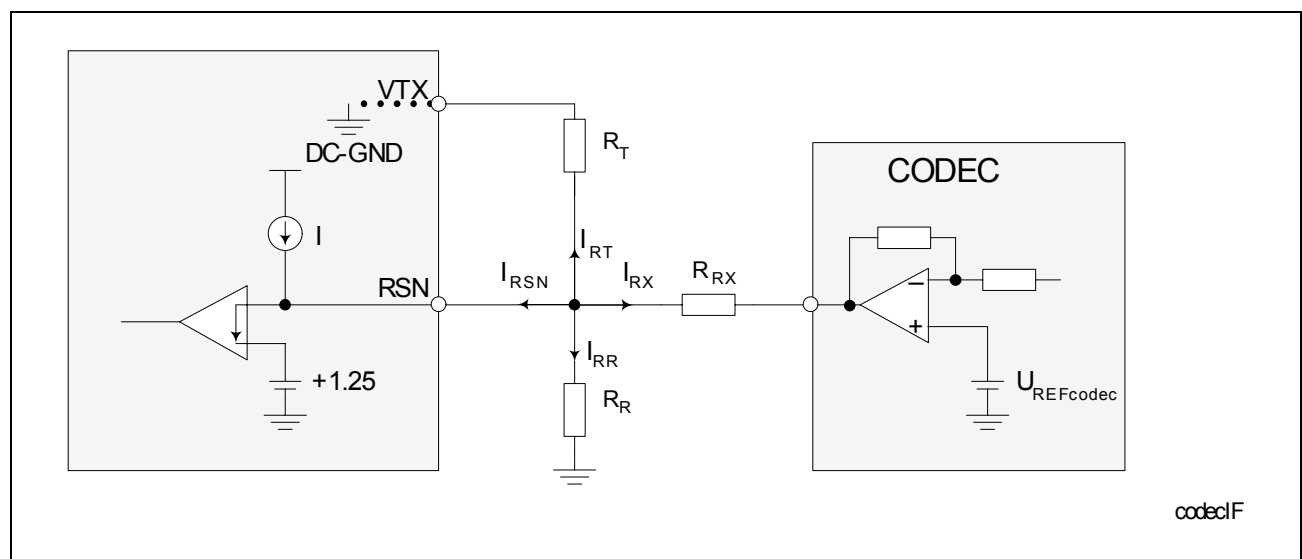 VTX
DC-GND
R_T
CODEC
I
I_RT
RSN
I_RSN
I_RX
R_RX
−
+
+1.25
I_RR
R_R
U_REFcodec
codecIF